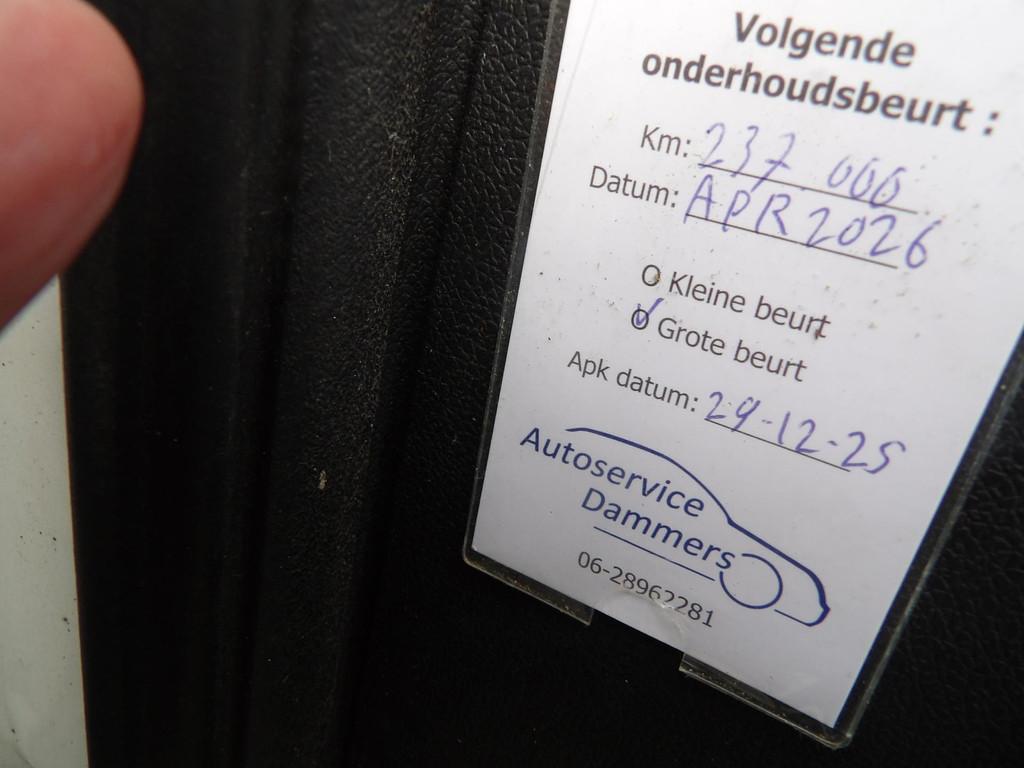 Volgende
onderhoudsbeurt :
Km: 237.000
Datum: APR 2026
O Kleine beurt
O Grote beurt
Apk datum: 29-12-25
Autoservice
Dammers
06-28962281